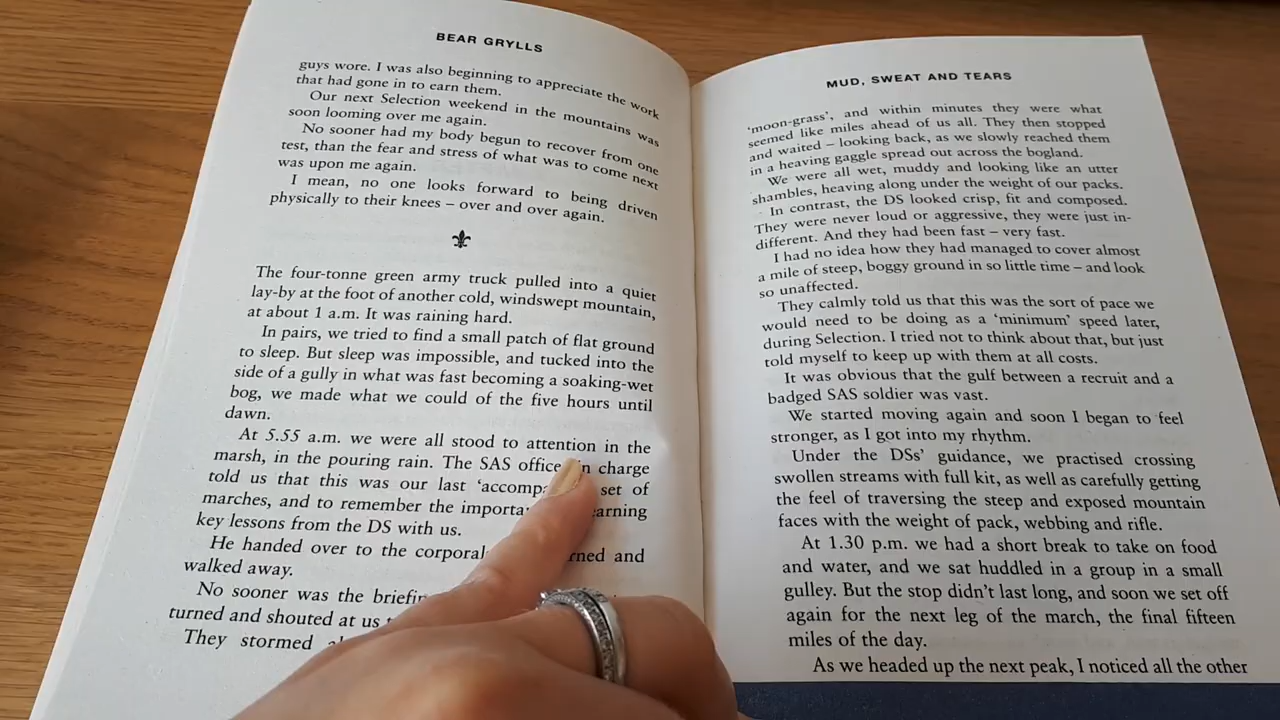 BEAR GRYLLS
guys wore. I was also beginning to appreciate the work
that had gone in to earn them.
Our next Selection weekend in the mountains was
soon looming over me again.
No sooner had my body begun to recover from one
test, than the fear and stress of what was to come next
was upon me again.
I mean, no one looks forward to being driven
physically to their knees – over and over again.
The four-tonne green army truck pulled into a quiet
lay-by at the foot of another cold, windswept mountain,
at about 1 a.m. It was raining hard.
In pairs, we tried to find a small patch of flat ground
to sleep. But sleep was impossible, and tucked into the
side of a gully in what was fast becoming a soaking-wet
bog, we made what we could of the five hours until
dawn.
At 5.55 a.m. we were all stood to attention in the
marsh, in the pouring rain. The SAS office in charge
told us that this was our last 'accompa set of
marches, and to remember the importa earning
key lessons from the DS with us.
He handed over to the corporal rned and
walked away.
No sooner was the briefin
turned and shouted at us
They stormed
MUD, SWEAT AND TEARS
'moon-grass', and within minutes they were what
seemed like miles ahead of us all. They then stopped
and waited – looking back, as we slowly reached them
in a heaving gaggle spread out across the bogland.
We were all wet, muddy and looking like an utter
shambles, heaving along under the weight of our packs.
In contrast, the DS looked crisp, fit and composed.
They were never loud or aggressive, they were just in-
different. And they had been fast – very fast.
I had no idea how they had managed to cover almost
a mile of steep, boggy ground in so little time – and look
so unaffected.
They calmly told us that this was the sort of pace we
would need to be doing as a 'minimum' speed later,
during Selection. I tried not to think about that, but just
told myself to keep up with them at all costs.
It was obvious that the gulf between a recruit and a
badged SAS soldier was vast.
We started moving again and soon I began to feel
stronger, as I got into my rhythm.
Under the DSs' guidance, we practised crossing
swollen streams with full kit, as well as carefully getting
the feel of traversing the steep and exposed mountain
faces with the weight of pack, webbing and rifle.
At 1.30 p.m. we had a short break to take on food
and water, and we sat huddled in a group in a small
gulley. But the stop didn't last long, and soon we set off
again for the next leg of the march, the final fifteen
miles of the day.
As we headed up the next peak, I noticed all the other